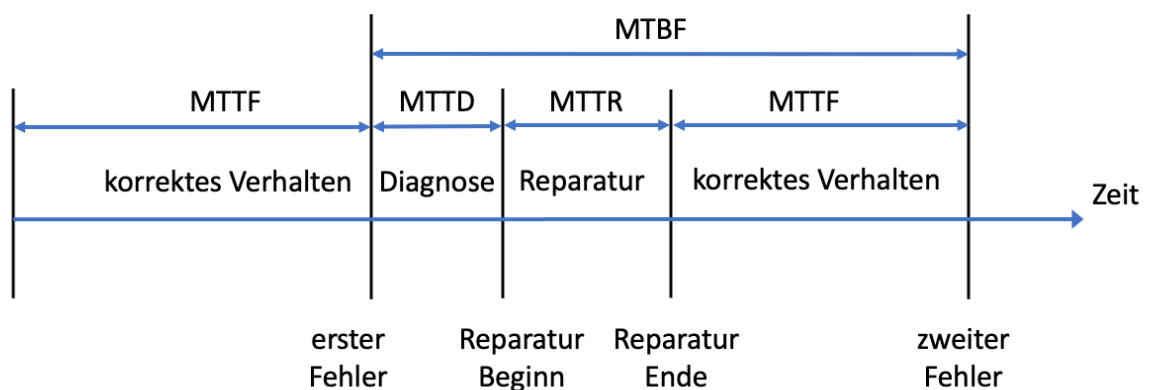 MTBF
MTTF
MTTD
MTTR
MTTF
korrektes Verhalten
Diagnose
Reparatur
korrektes Verhalten
Zeit
erster
Fehler
Reparatur
Beginn
Reparatur
Ende
zweiter
Fehler